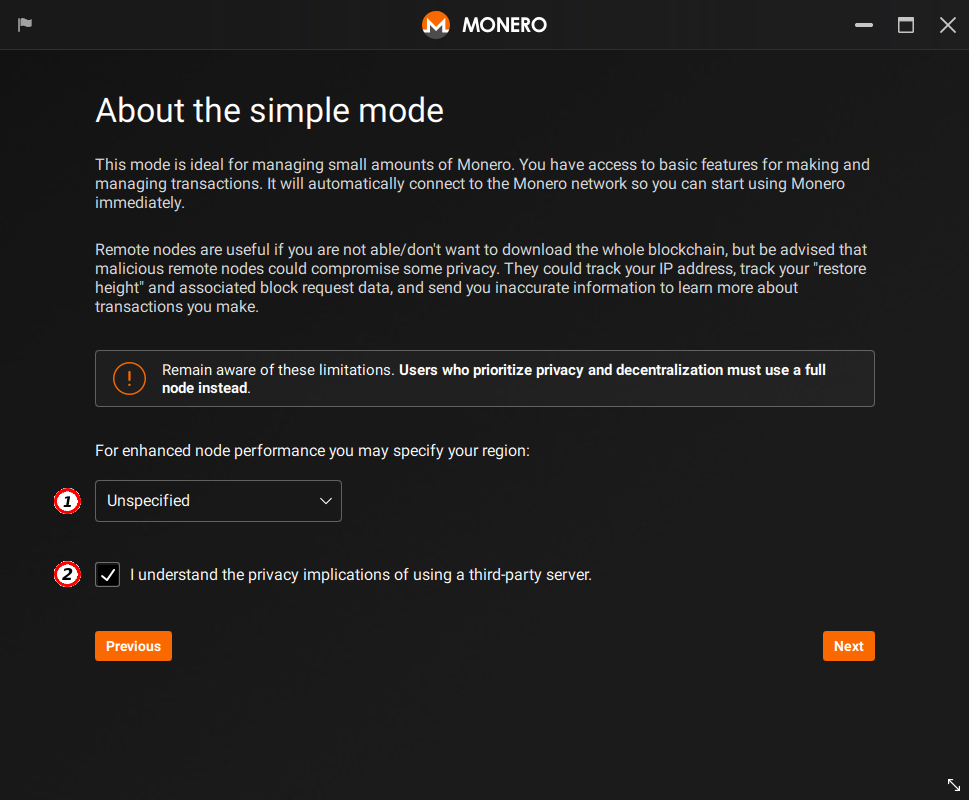 MONERO
About the simple mode
This mode is ideal for managing small amounts of Monero. You have access to basic features for making and
managing transactions. It will automatically connect to the Monero network so you can start using Monero
immediately.
Remote nodes are useful if you are not able/don't want to download the whole blockchain, but be advised that
malicious remote nodes could compromise some privacy. They could track your IP address, track your "restore
height" and associated block request data, and send you inaccurate information to learn more about
transactions you make.
Remain aware of these limitations. Users who prioritize privacy and decentralization must use a full
node instead.
For enhanced node performance you may specify your region:
1 Unspecified
2 I understand the privacy implications of using a third-party server.
Previous Next